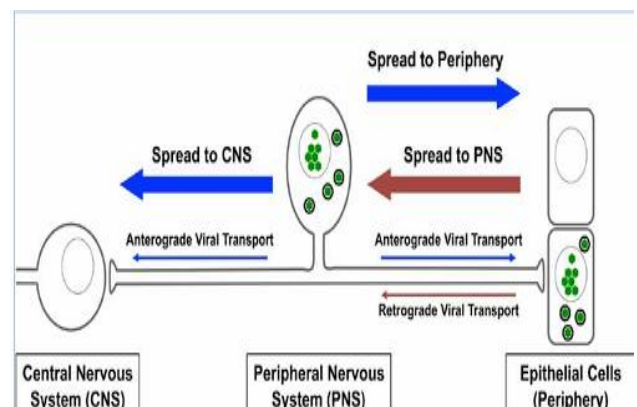 Spread to Periphery
Spread to CNS
Spread to PNS
Anterograde Viral Transport
Anterograde Viral Transport
Retrograde Viral Transport
Central Nervous
System (CNS)
Peripheral Nervous
System (PNS)
Epithelial Cells
(Periphery)